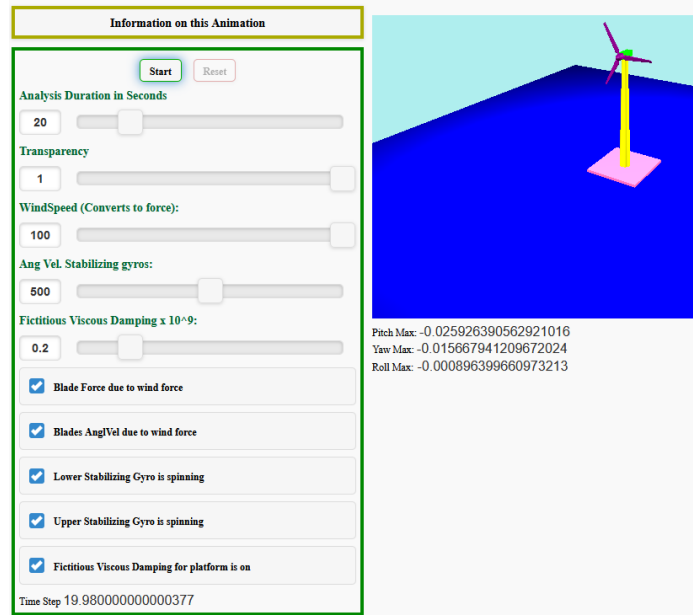 Information on this Animation
Start Reset
Analysis Duration in Seconds
20
Transparency
1
WindSpeed (Converts to force):
100
Ang Vel. Stabilizing gyros:
500
Fictitious Viscous Damping x 10^9:
0.2
Blade Force due to wind force
Blades AnglVel due to wind force
Lower Stabilizing Gyro is spinning
Upper Stabilizing Gyro is spinning
Fictitious Viscous Damping for platform is on
Time Step 19.980000000000377
Pitch Max: -0.025926390562921016
Yaw Max: -0.015667941209672024
Roll Max: -0.000896399660973213